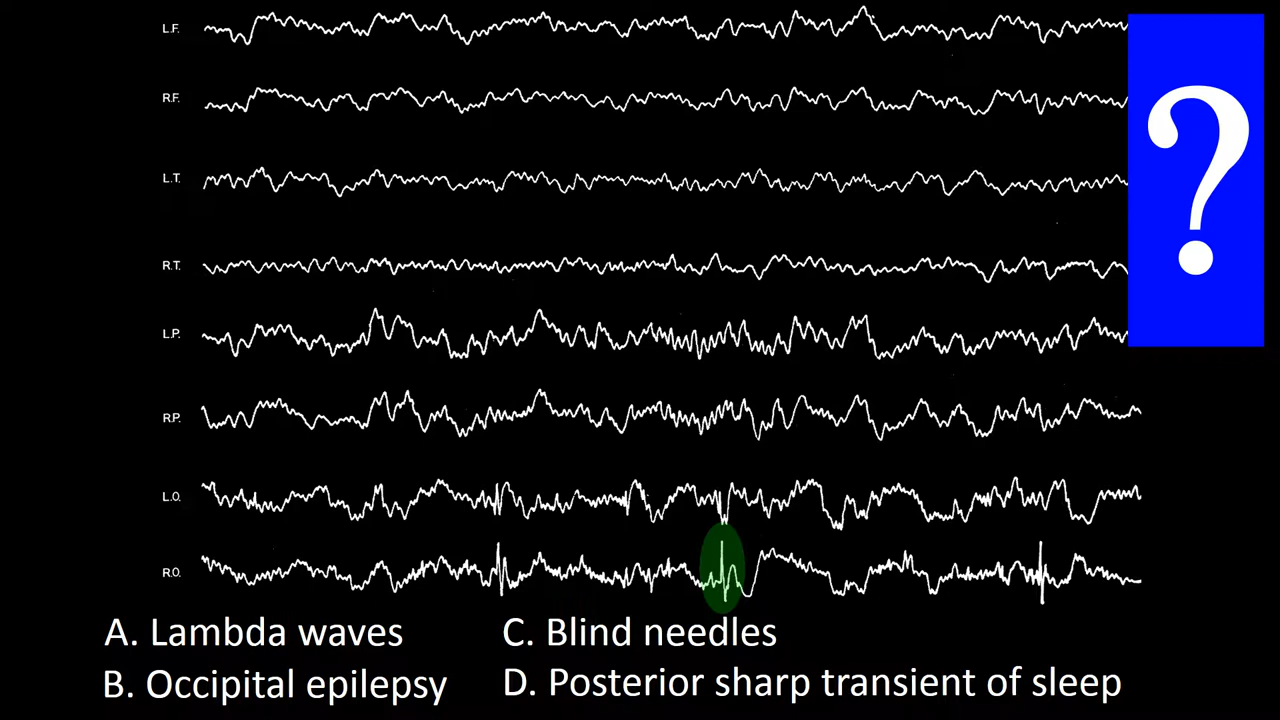 L.F.
R.F.
L.T.
R.T.
L.P.
R.P.
L.O.
R.O.
?
A. Lambda waves
C. Blind needles
B. Occipital epilepsy
D. Posterior sharp transient of sleep